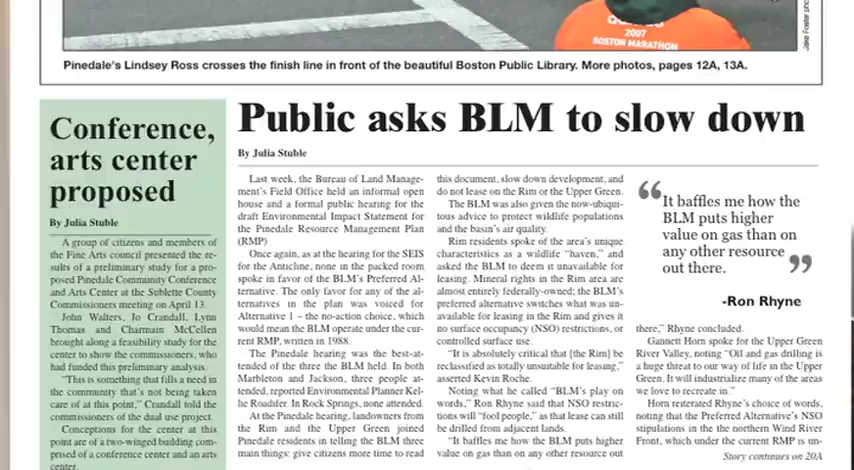 2007
BOSTON MARATHON
Jake Foster pho
Pinedale's Lindsey Ross crosses the finish line in front of the beautiful Boston Public Library. More photos, pages 12A, 13A.
Conference,
arts center
proposed
By Julia Stuble
A group of citizens and members of
the Fine Arts council presented the re-
sults of a preliminary study for a pro-
posed Pinedale Community Conference
and Arts Center at the Sublette County
Commissioners meeting on April 13.
John Walters, Jo Crandall, Lynn
Thomas and Charmain McCellen
brought along a feasibility study for the
center to show the commissioners, who
had funded this preliminary analysis.
"This is something that fills a need in
the community that's not being taken
care of at this point," Crandall told the
commissioners of the dual use project.
Conceptions for the center at this
point are of a two-winged building com-
prised of a conference center and an arts
center.
Public asks BLM to slow down
By Julia Stuble
Last week, the Bureau of Land Manage-
ment's Field Office held an informal open
house and a formal public hearing for the
draft Environmental Impact Statement for
the Pinedale Resource Management Plan
(RMP).
Once again, as at the hearing for the SEIS
for the Anticline, none in the packed room
spoke in favor of the BLM's Preferred Al-
ternative. The only favor for any of the al-
ternatives in the plan was voiced for
Alternative 1 – the no-action choice, which
would mean the BLM operate under the cur-
rent RMP, written in 1988.
The Pinedale hearing was the best-at-
tended of the three the BLM held. In both
Marbleton and Jackson, three people at-
tended, reported Environmental Planner Kel-
lie Roadifer. In Rock Springs, none attended.
At the Pinedale hearing, landowners from
the Rim and the Upper Green joined
Pinedale residents in telling the BLM three
main things: give citizens more time to read
this document, slow down development, and
do not lease on the Rim or the Upper Green.
The BLM was also given the now-ubiqui-
tous advice to protect wildlife populations
and the basin's air quality.
Rim residents spoke of the area's unique
characteristics as a wildlife "haven," and
asked the BLM to deem it unavailable for
leasing. Mineral rights in the Rim area are
almost entirely federally-owned; the BLM's
preferred alternative switches what was un-
available for leasing in the Rim and gives it
no surface occupancy (NSO) restrictions, or
controlled surface use.
"It is absolutely critical that [the Rim] be
reclassified as totally unsuitable for leasing,"
asserted Kevin Roche.
Noting what he called "BLM's play on
words," Ron Rhyne said that NSO restric-
tions will "fool people," as that lease can still
be drilled from adjacent lands.
"It baffles me how the BLM puts higher
value on gas than on any other resource out
“It baffles me how the
BLM puts higher
value on gas than on
any other resource
out there. ”
-Ron Rhyne
there," Rhyne concluded.
Gannett Horn spoke for the Upper Green
River Valley, noting "Oil and gas drilling is
a huge threat to our way of life in the Upper
Green. It will industrialize many of the areas
we love to recreate in."
Horn reiterated Rhyne's choice of words,
noting that the Preferred Alternative's NSO
stipulations in the the northern Wind River
Front, which under the current RMP is un-
Story continues on 20A